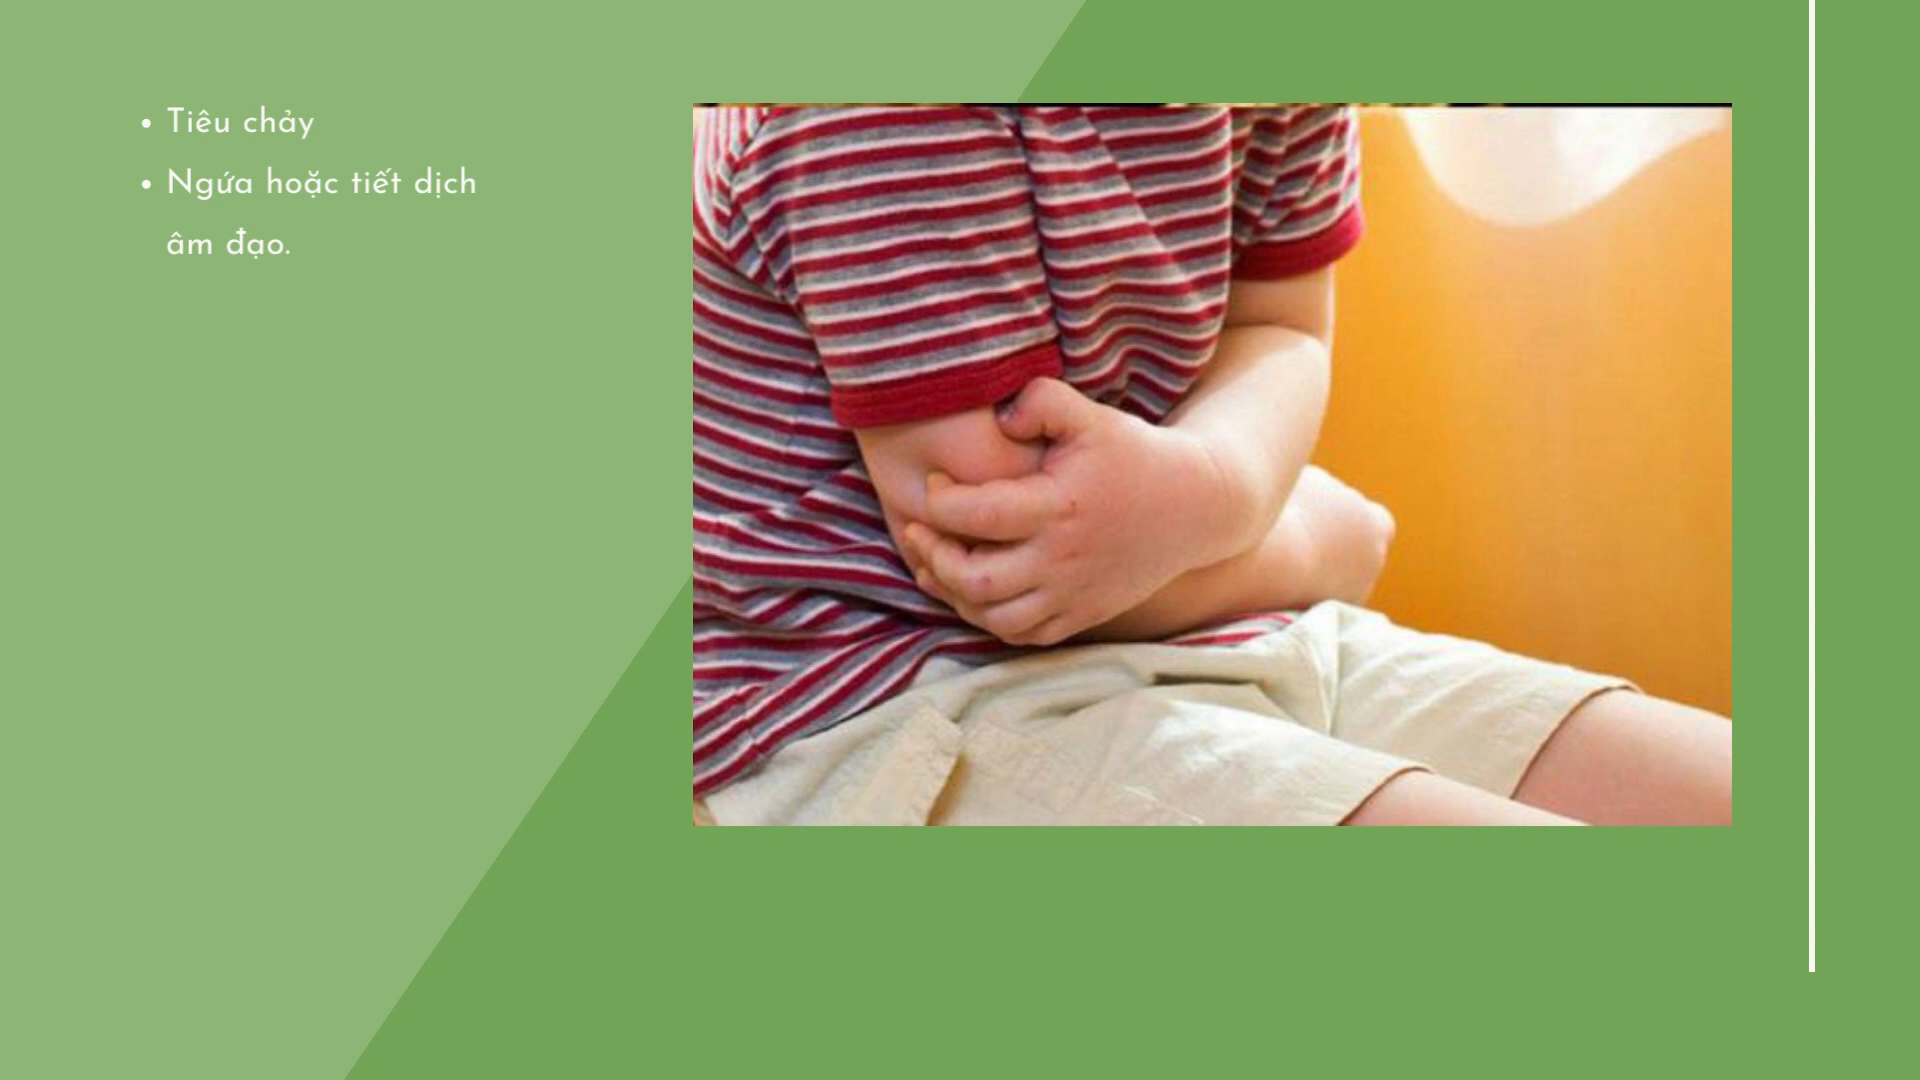 • Tiêu chảy
• Ngứa hoặc tiết dịch
âm đạo.